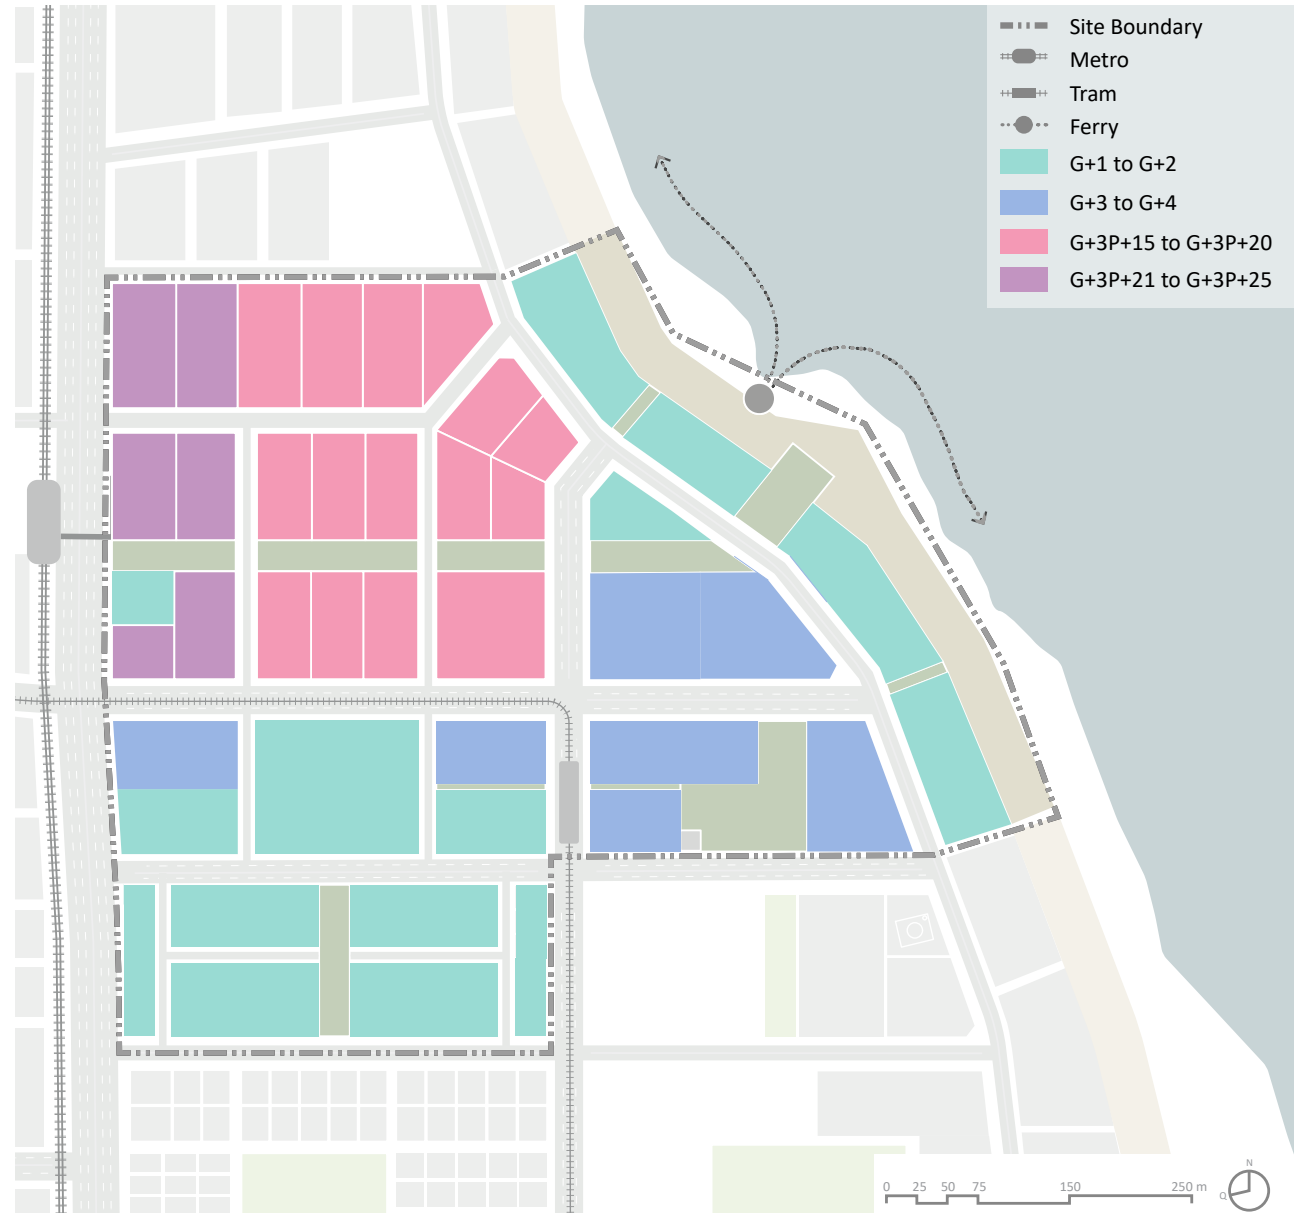 Site Boundary
Metro
Tram
Ferry
G+1 to G+2
G+3 to G+4
G+3P+15 to G+3P+20
G+3P+21 to G+3P+25
N
Q
0 25 50 75 150 250 m